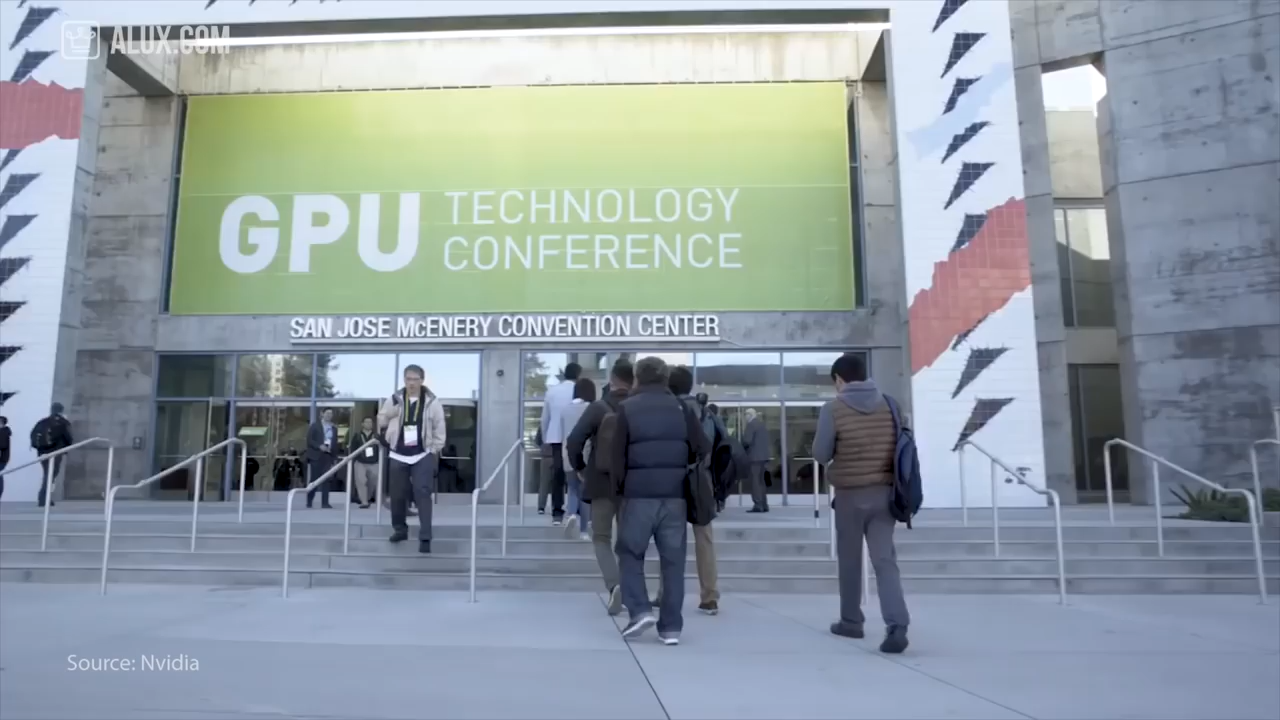 ALUX.COM
GPU TECHNOLOGY
CONFERENCE
SAN JOSE McENERY CONVENTION CENTER
Source: Nvidia